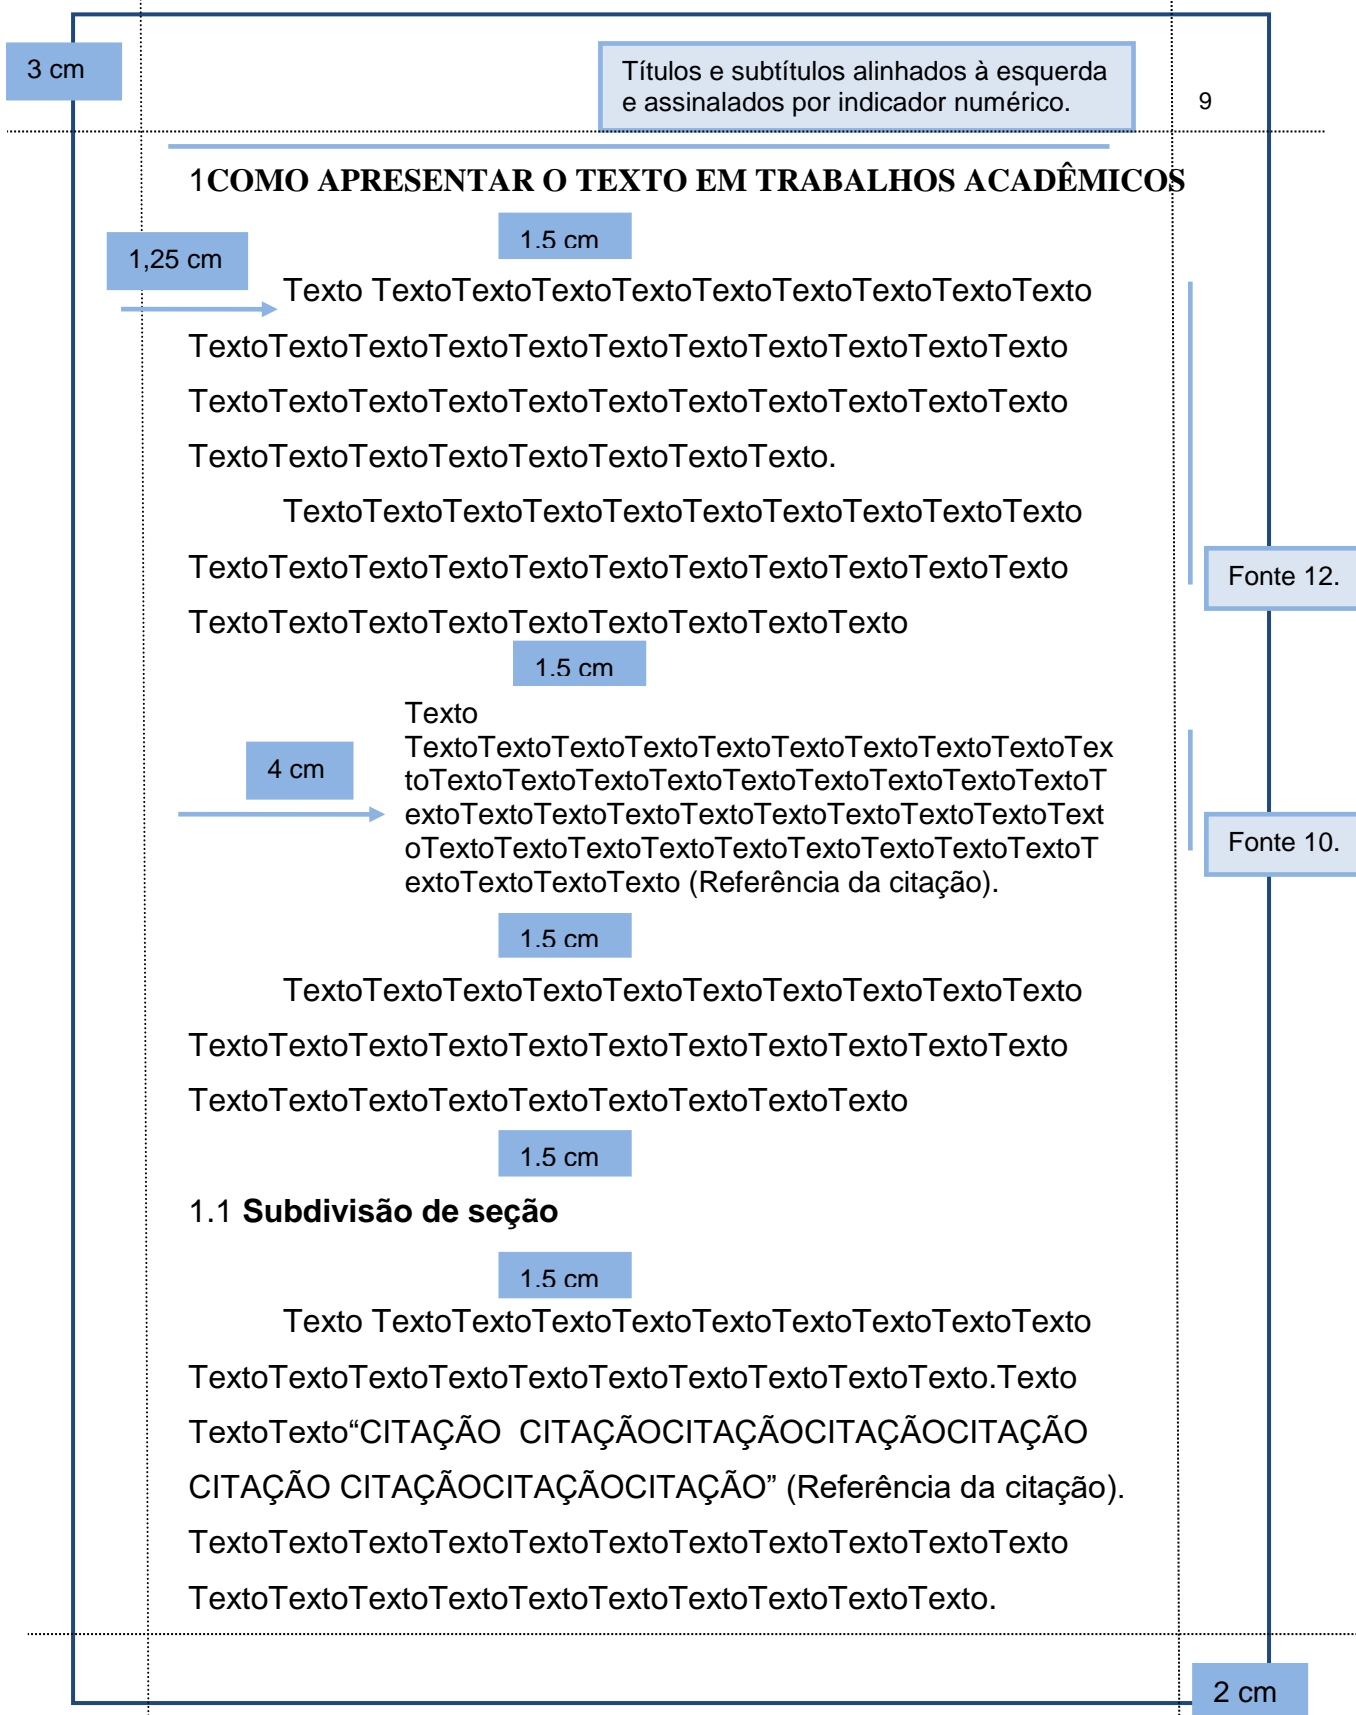 3 cm
Títulos e subtítulos alinhados à esquerda
e assinalados por indicador numérico.
9
1COMO APRESENTAR O TEXTO EM TRABALHOS ACADÊMICOS
1.5 cm
1,25 cm
Texto TextoTextoTextoTextoTextoTextoTextoTextoTexto
TextoTextoTextoTextoTextoTextoTextoTextoTextoTextoTexto
TextoTextoTextoTextoTextoTextoTextoTextoTextoTextoTexto
TextoTextoTextoTextoTextoTextoTextoTexto.
TextoTextoTextoTextoTextoTextoTextoTextoTextoTexto
TextoTextoTextoTextoTextoTextoTextoTextoTextoTextoTexto
Fonte 12.
TextoTextoTextoTextoTextoTextoTextoTextoTexto
1.5 cm
Texto
TextoTextoTextoTextoTextoTextoTextoTextoTextoTex
4 cm
toTextoTextoTextoTextoTextoTextoTextoTextoTextoT
extoTextoTextoTextoTextoTextoTextoTextoTextoText
oTextoTextoTextoTextoTextoTextoTextoTextoTextoT
Fonte 10.
extoTextoTextoTexto (Referência da citação).
1.5 cm
TextoTextoTextoTextoTextoTextoTextoTextoTextoTexto
TextoTextoTextoTextoTextoTextoTextoTextoTextoTextoTexto
TextoTextoTextoTextoTextoTextoTextoTextoTexto
1.5 cm
1.1 Subdivisão de seção
1.5 cm
Texto TextoTextoTextoTextoTextoTextoTextoTextoTexto
TextoTextoTextoTextoTextoTextoTextoTextoTextoTexto.Texto
TextoTexto“CITAÇÃO  CITAÇÃOCITAÇÃOCITAÇÃOCITAÇÃO
CITAÇÃO CITAÇÃOCITAÇÃOCITAÇÃO” (Referência da citação).
TextoTextoTextoTextoTextoTextoTextoTextoTextoTextoTexto
TextoTextoTextoTextoTextoTextoTextoTextoTextoTexto.
2 cm